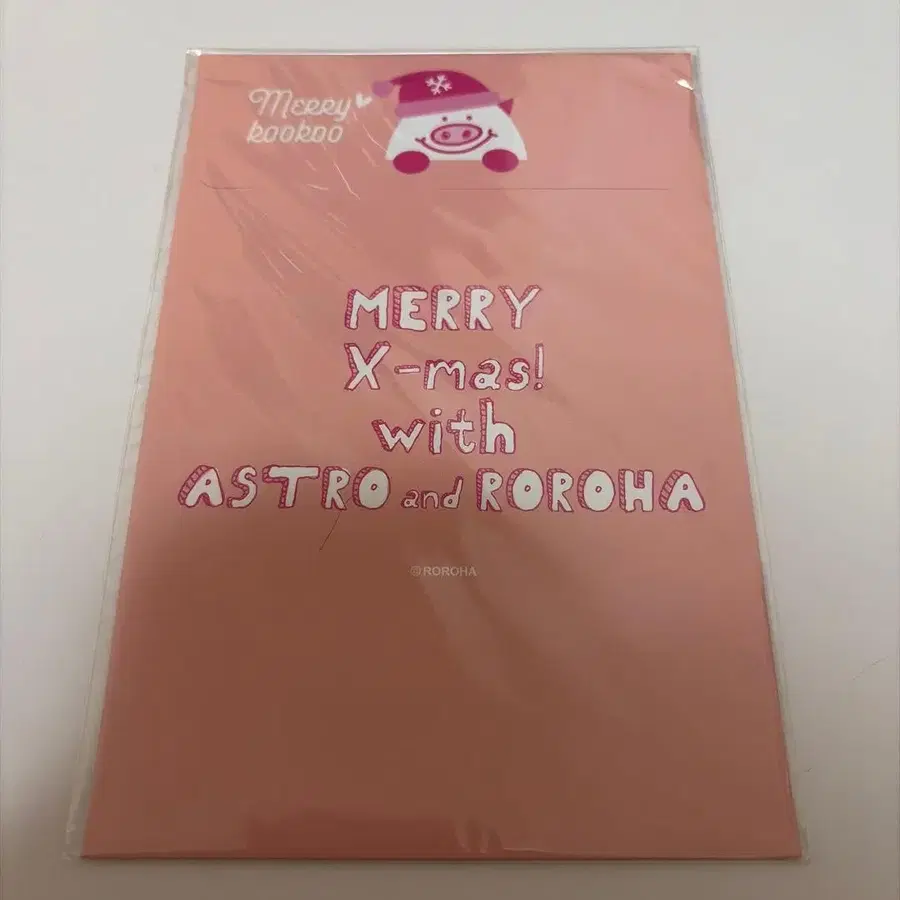 Merry
kookoo
MERRY
X-mas!
with
ASTRO and ROROHA
@ROROHA